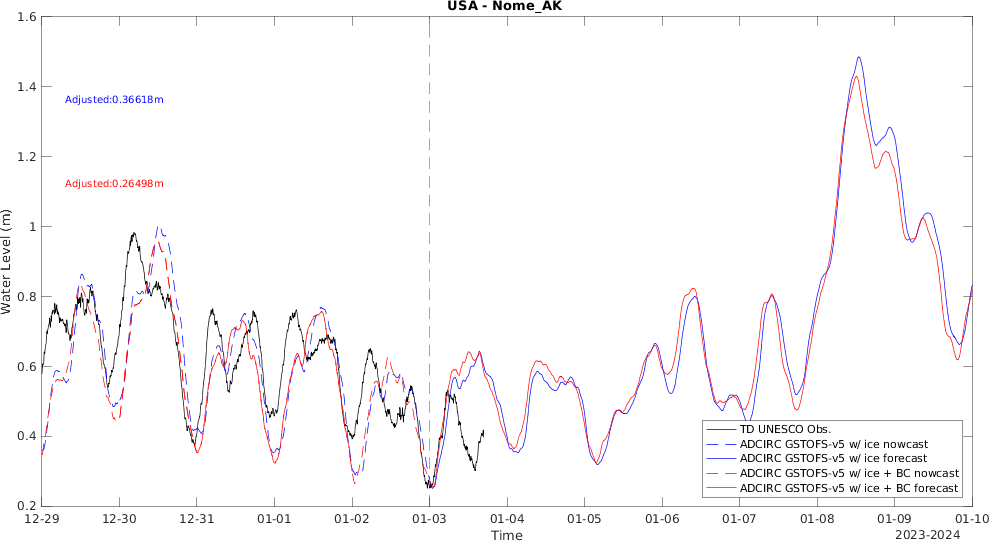 USA - Nome_AK
1.6
1.4
1.2
1
0.8
0.6
0.4
0.2
Water Level (m)
Adjusted:0.36618m
Adjusted:0.26498m
TD UNESCO Obs.
ADCIRC GSTOFS-v5 w/ ice nowcast
ADCIRC GSTOFS-v5 w/ ice forecast
ADCIRC GSTOFS-v5 w/ ice + BC nowcast
ADCIRC GSTOFS-v5 w/ ice + BC forecast
12-29 12-30 12-31 01-01 01-02 01-03 01-04 01-05 01-06 01-07 01-08 01-09 01-10
Time
2023-2024